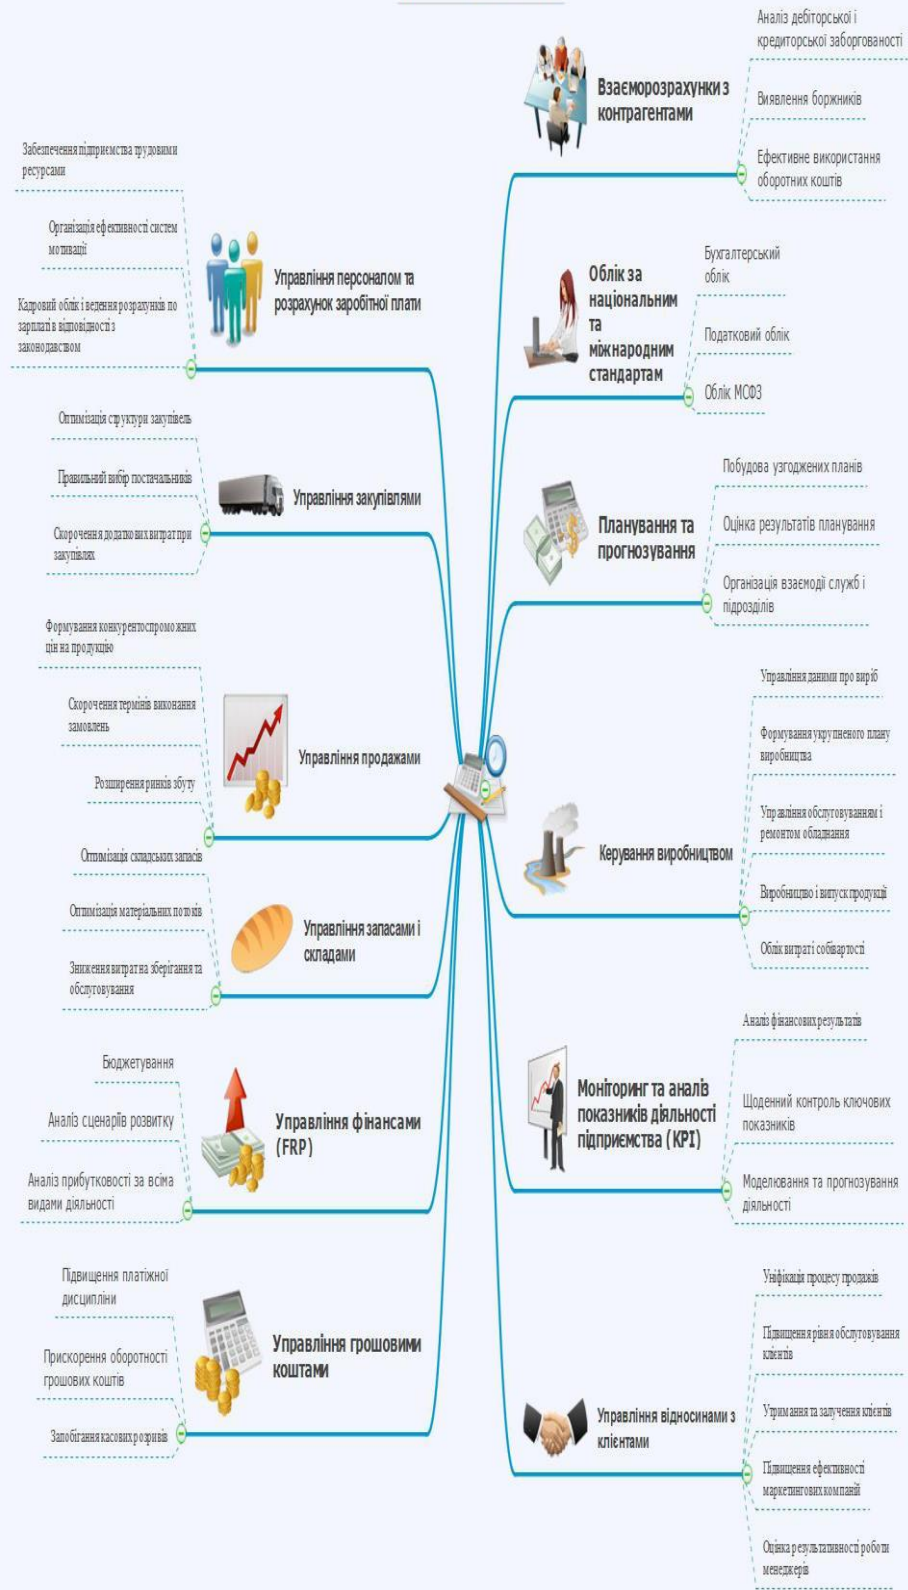 Взаєморозрахунки з
контрагентами
Аналіз дебіторської і
кредиторської заборгованості
Виявлення боржників
Ефективне використання
оборотних коштів
Облік за
національним
та
міжнародним
стандартам
Бухгалтерський
облік
Податковий облік
Облік МСФЗ
Планування та
прогнозування
Побудова узгоджених планів
Оцінка результатів планування
Організація взаємодії служб і
підрозділів
Керування виробництвом
Управління даними про виріб
Формування укрупненого плану
виробництва
Управління обслуговуванням і
ремонтом обладнання
Виробництво і випуск продукції
Облік витрат і собівартості
Моніторинг та аналіз
показників діяльності
підприємства ( KPI)
Аналіз фінансових результатів
Щоденний контроль ключових
показників
Моделювання та прогнозування
діяльності
Управління відносинами з
клієнтами
Уніфікація процесу продажів
Підвищення рівня обслуговування
клієнтів
Утримання та залучення клієнтів
Підвищення ефективності
маркетингових компаній
Оцінка результативності роботи
менеджерів
Забезпечення підприємства трудовими
ресурсами
Організація ефективності систем
мотивації
Кадровий облік і ведення розрахунків по
зарплаті в відповідності з
законодавством
Управління персоналом та
розрахунок заробітної плати
Оптимізація структури закупівель
Правильний вибір постачальників
Скорочення додаткових витрат при
закупівлях
Управління закупівлями
Формування конкурентоспроможних
цін на продукцію
Скорочення термінів виконання
замовлень
Розширення ринків збуту
Управління продажами
Оптимізація складських запасів
Оптимізація матеріальних потоків
Зниження витрат на зберігання та
обслуговування
Управління запасами і
складами
Бюджетування
Аналіз сценаріїв розвитку
Аналіз прибутковості за всіма
видами діяльності
Управління фінансами
(FRP)
Підвищення платіжної
дисципліни
Прискорення оборотності
грошових коштів
Запобігання касових розривів
Управління грошовими
коштами